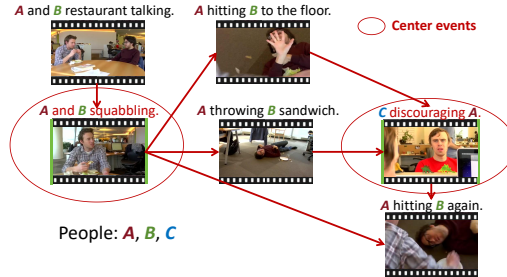 A and B restaurant talking.
A hitting B to the floor.
Center events
A and B squabbling.
A throwing B sandwich.
C discouraging A.
A hitting B again.
People: A, B, C